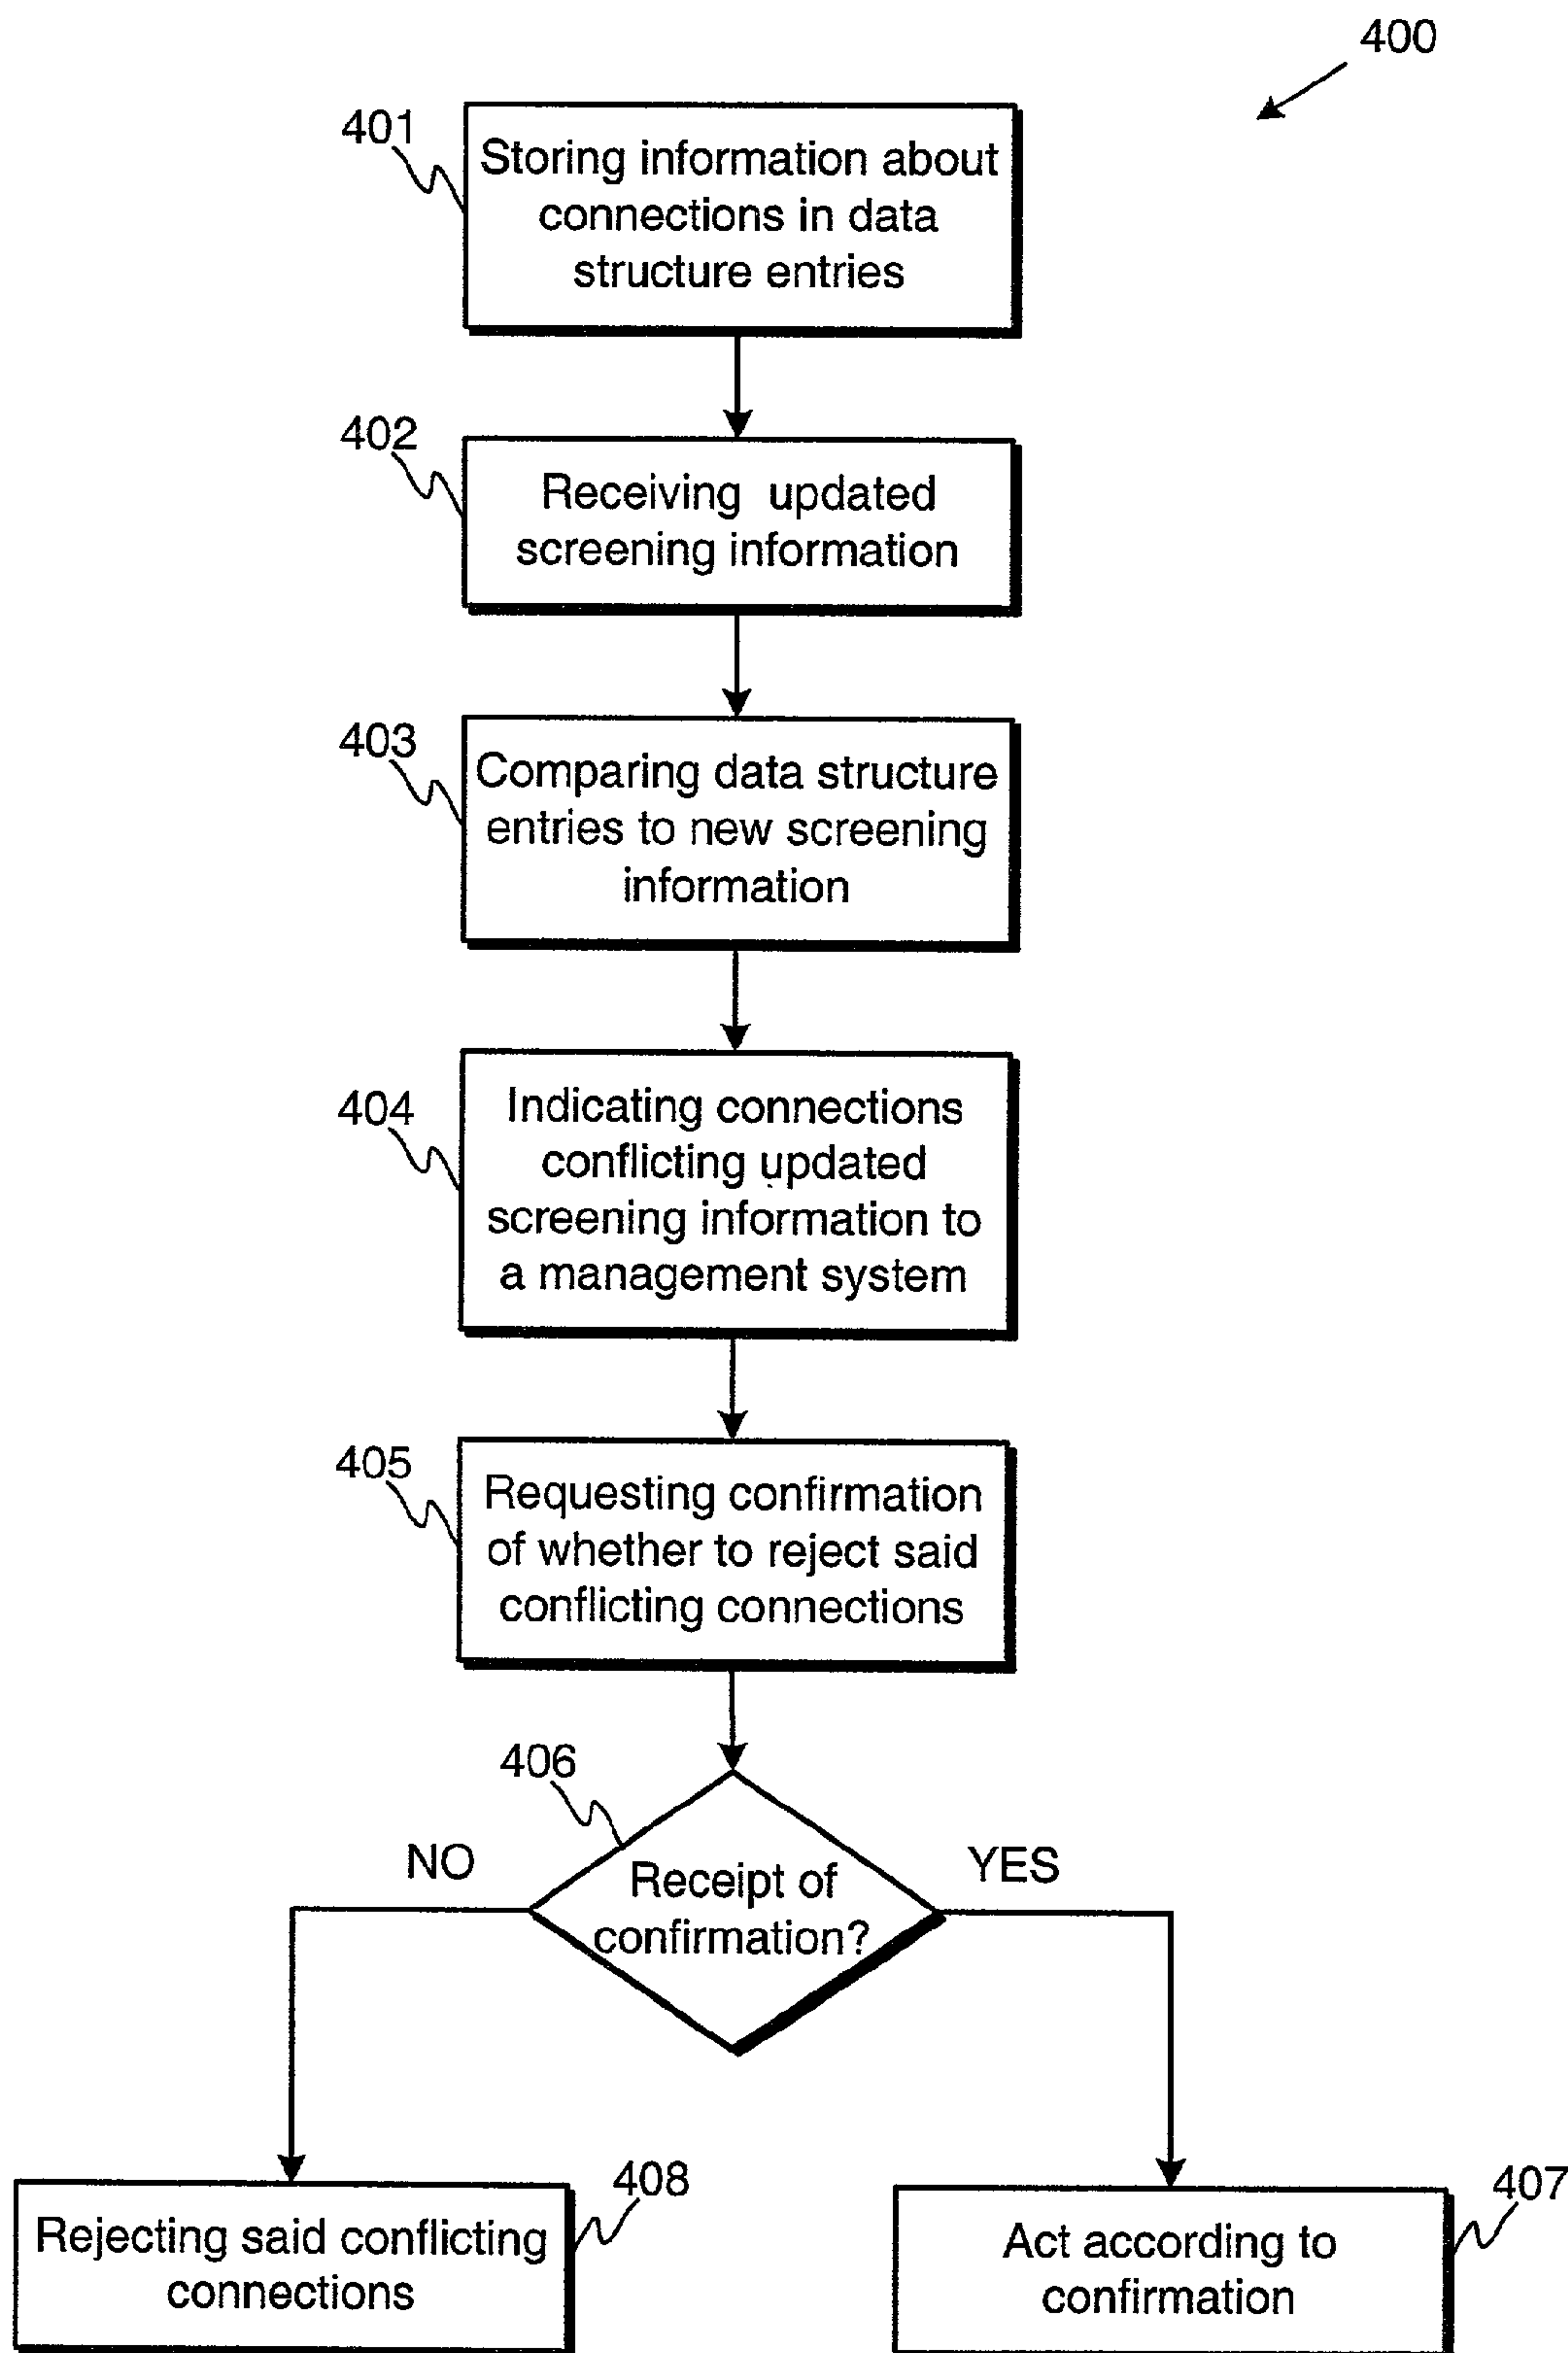 400
401
Storing information about
connections in data
structure entries
402
Receiving updated
screening information
403
Comparing data structure
entries to new screening
information
404
Indicating connections
conflicting updated
screening information to
a management system
405
Requesting confirmation
of whether to reject said
conflicting connections
406
NO
YES
Receipt of
confirmation?
408
Rejecting said conflicting
connections
407
Act according to
confirmation